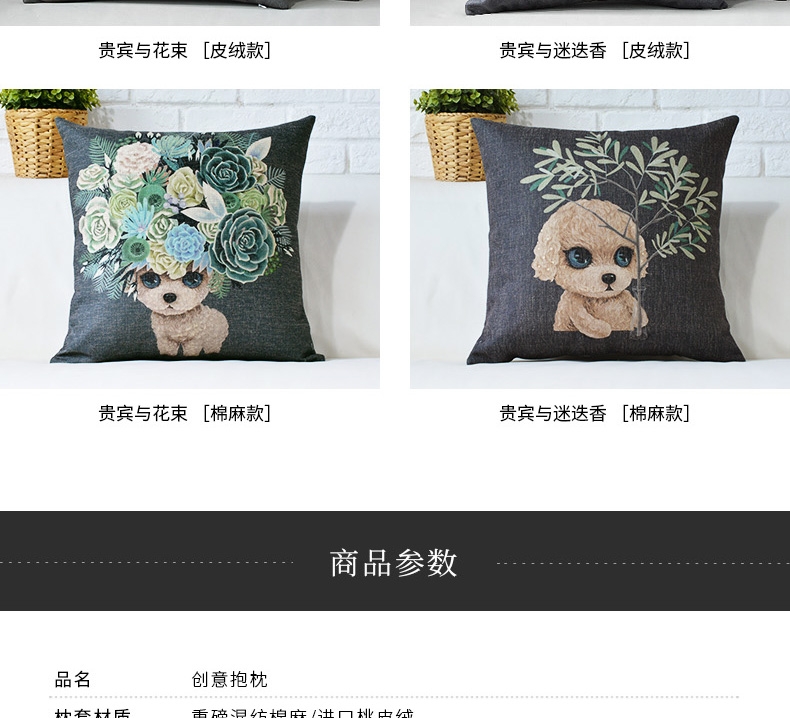 贵宾与花束 [皮绒款]
贵宾与迷迭香 [皮绒款]
贵宾与花束 [棉麻款]
贵宾与迷迭香 [棉麻款]
商品参数
品名 创意抱枕
枕套材质 重磅混纺棉麻/进口桃皮绒